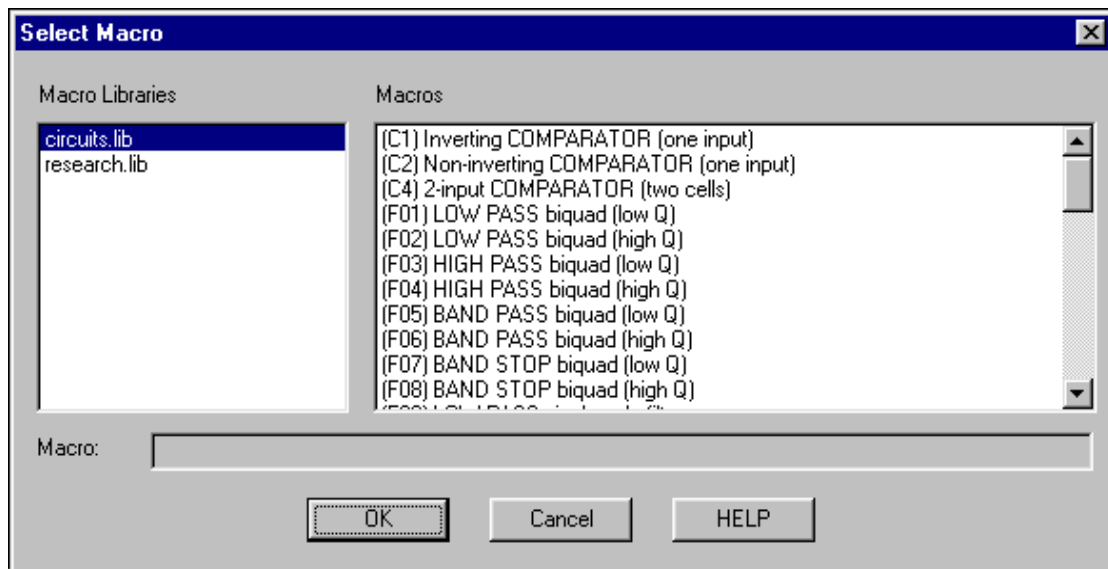 Select Macro
Macro Libraries
Macros
circuits.lib
research.lib
(C1) Inverting COMPARATOR (one input)
(C2) Non-inverting COMPARATOR (one input)
(C4) 2-input COMPARATOR (two cells)
(F01) LOW PASS biquad (low Q)
(F02) LOW PASS biquad (high Q)
(F03) HIGH PASS biquad (low Q)
(F04) HIGH PASS biquad (high Q)
(F05) BAND PASS biquad (low Q)
(F06) BAND PASS biquad (high Q)
(F07) BAND STOP biquad (low Q)
(F08) BAND STOP biquad (high Q)
Macro:
OK
Cancel
HELP